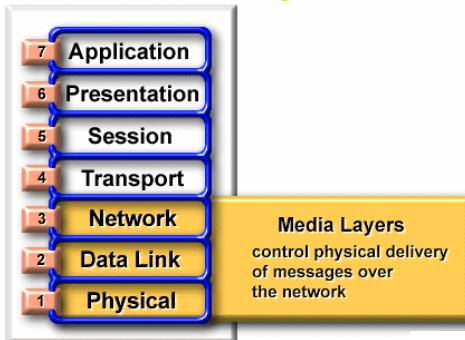 7 Application
6 Presentation
5 Session
4 Transport
3 Network
2 Data Link
1 Physical
Media Layers
control physical delivery
of messages over
the network